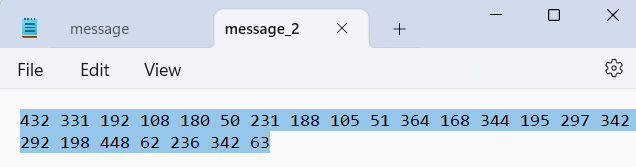 message message_2
File Edit View
432 331 192 108 180 50 231 188 105 51 364 168 344 195 297 342
292 198 448 62 236 342 63